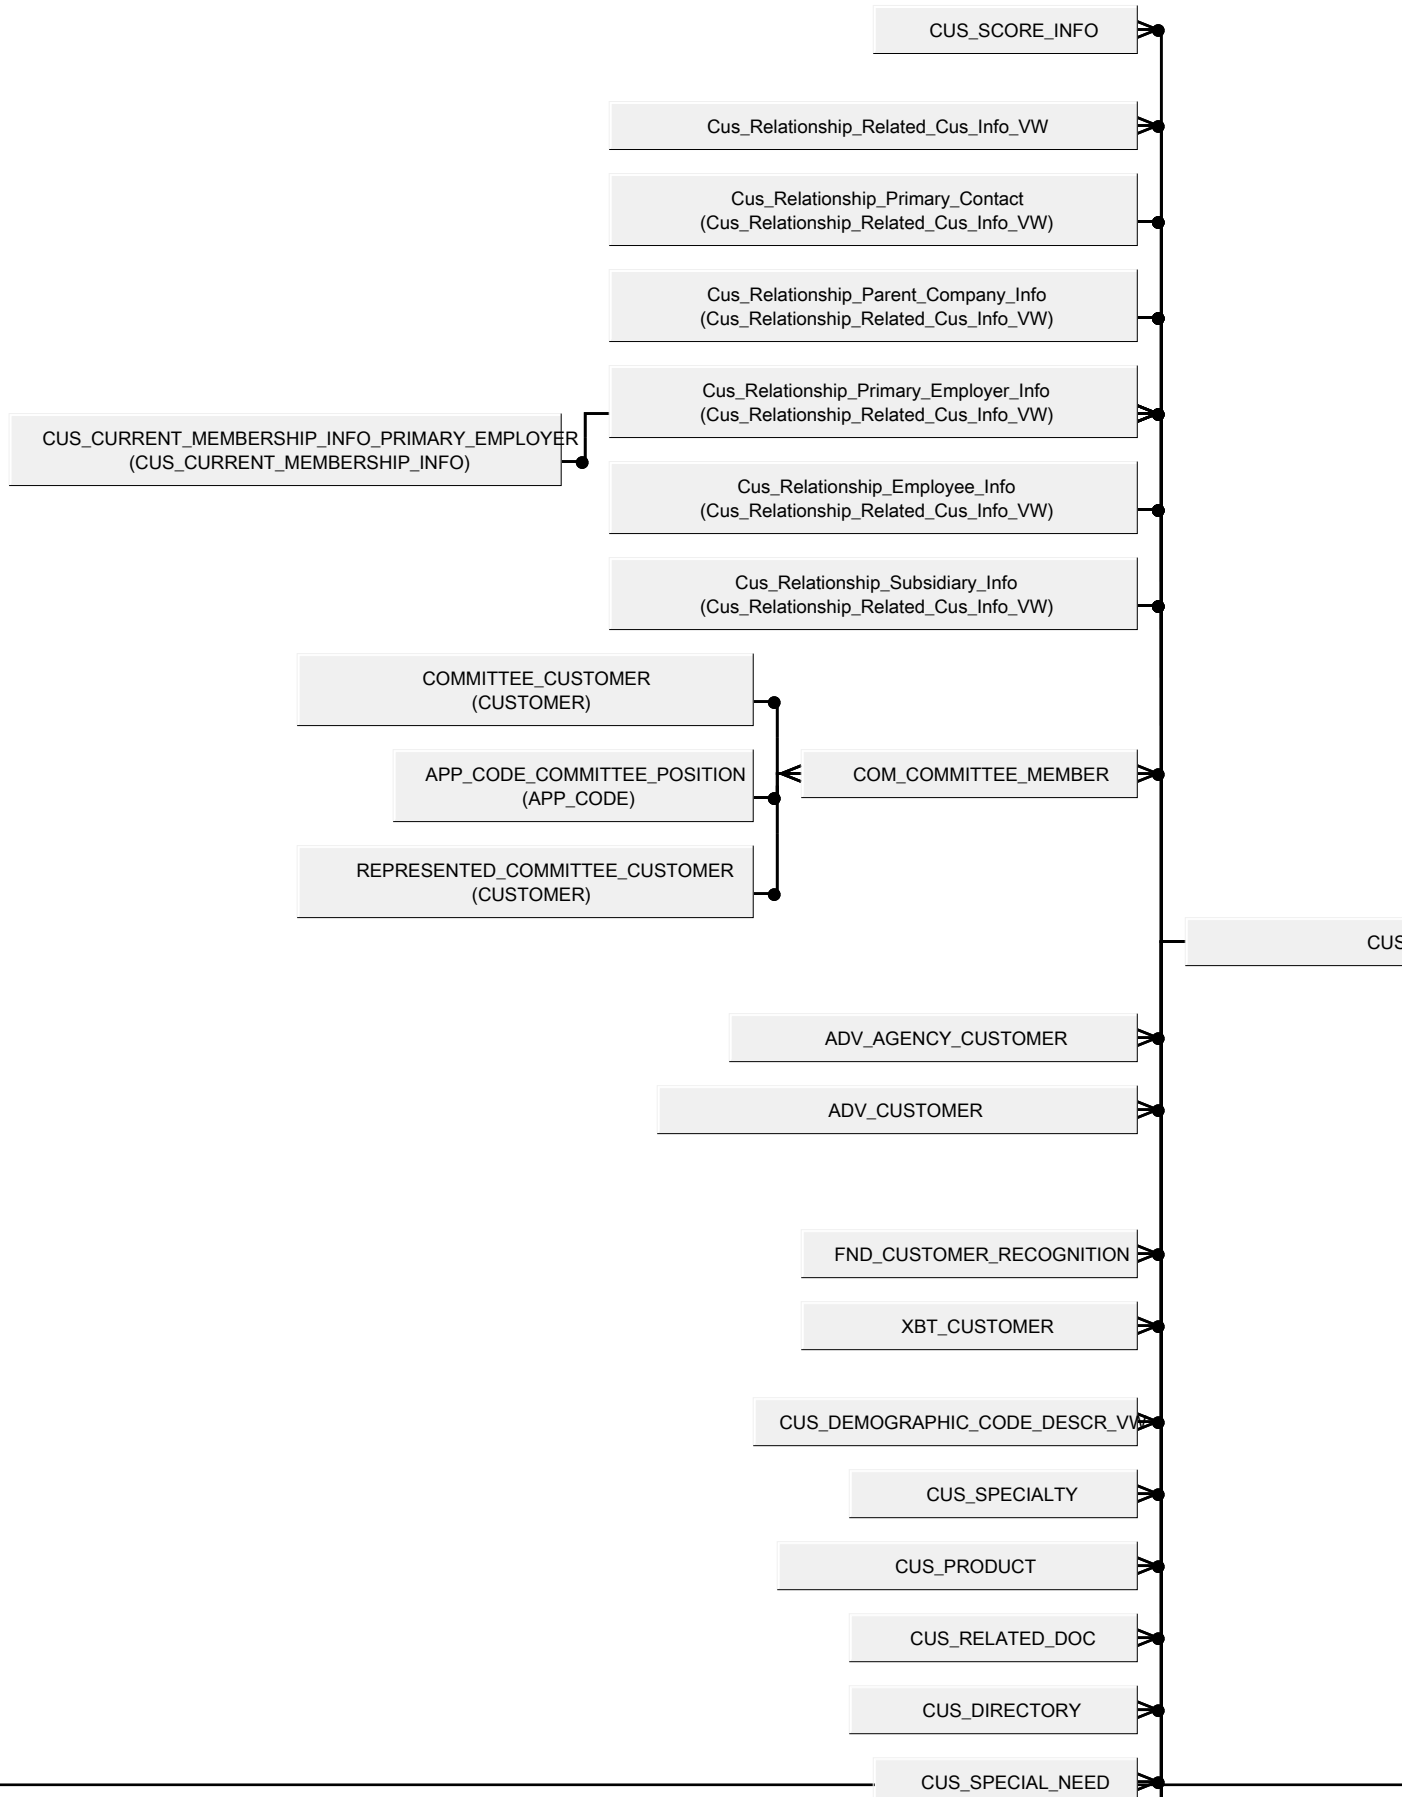 CUS_SCORE_INFO
Cus_Relationship_Related_Cus_Info_VW
Cus_Relationship_Primary_Contact
(Cus_Relationship_Related_Cus_Info_VW)
Cus_Relationship_Parent_Company_Info
(Cus_Relationship_Related_Cus_Info_VW)
Cus_Relationship_Primary_Employer_Info
(Cus_Relationship_Related_Cus_Info_VW)
CUS_CURRENT_MEMBERSHIP_INFO_PRIMARY_EMPLOYER
(CUS_CURRENT_MEMBERSHIP_INFO)
Cus_Relationship_Employee_Info
(Cus_Relationship_Related_Cus_Info_VW)
Cus_Relationship_Subsidiary_Info
(Cus_Relationship_Related_Cus_Info_VW)
COMMITTEE_CUSTOMER
(CUSTOMER)
APP_CODE_COMMITTEE_POSITION
(APP_CODE)
COM_COMMITTEE_MEMBER
REPRESENTED_COMMITTEE_CUSTOMER
(CUSTOMER)
CUS
ADV_AGENCY_CUSTOMER
ADV_CUSTOMER
FND_CUSTOMER_RECOGNITION
XBT_CUSTOMER
CUS_DEMOGRAPHIC_CODE_DESCR_VW
CUS_SPECIALTY
CUS_PRODUCT
CUS_RELATED_DOC
CUS_DIRECTORY
CUS_SPECIAL_NEED